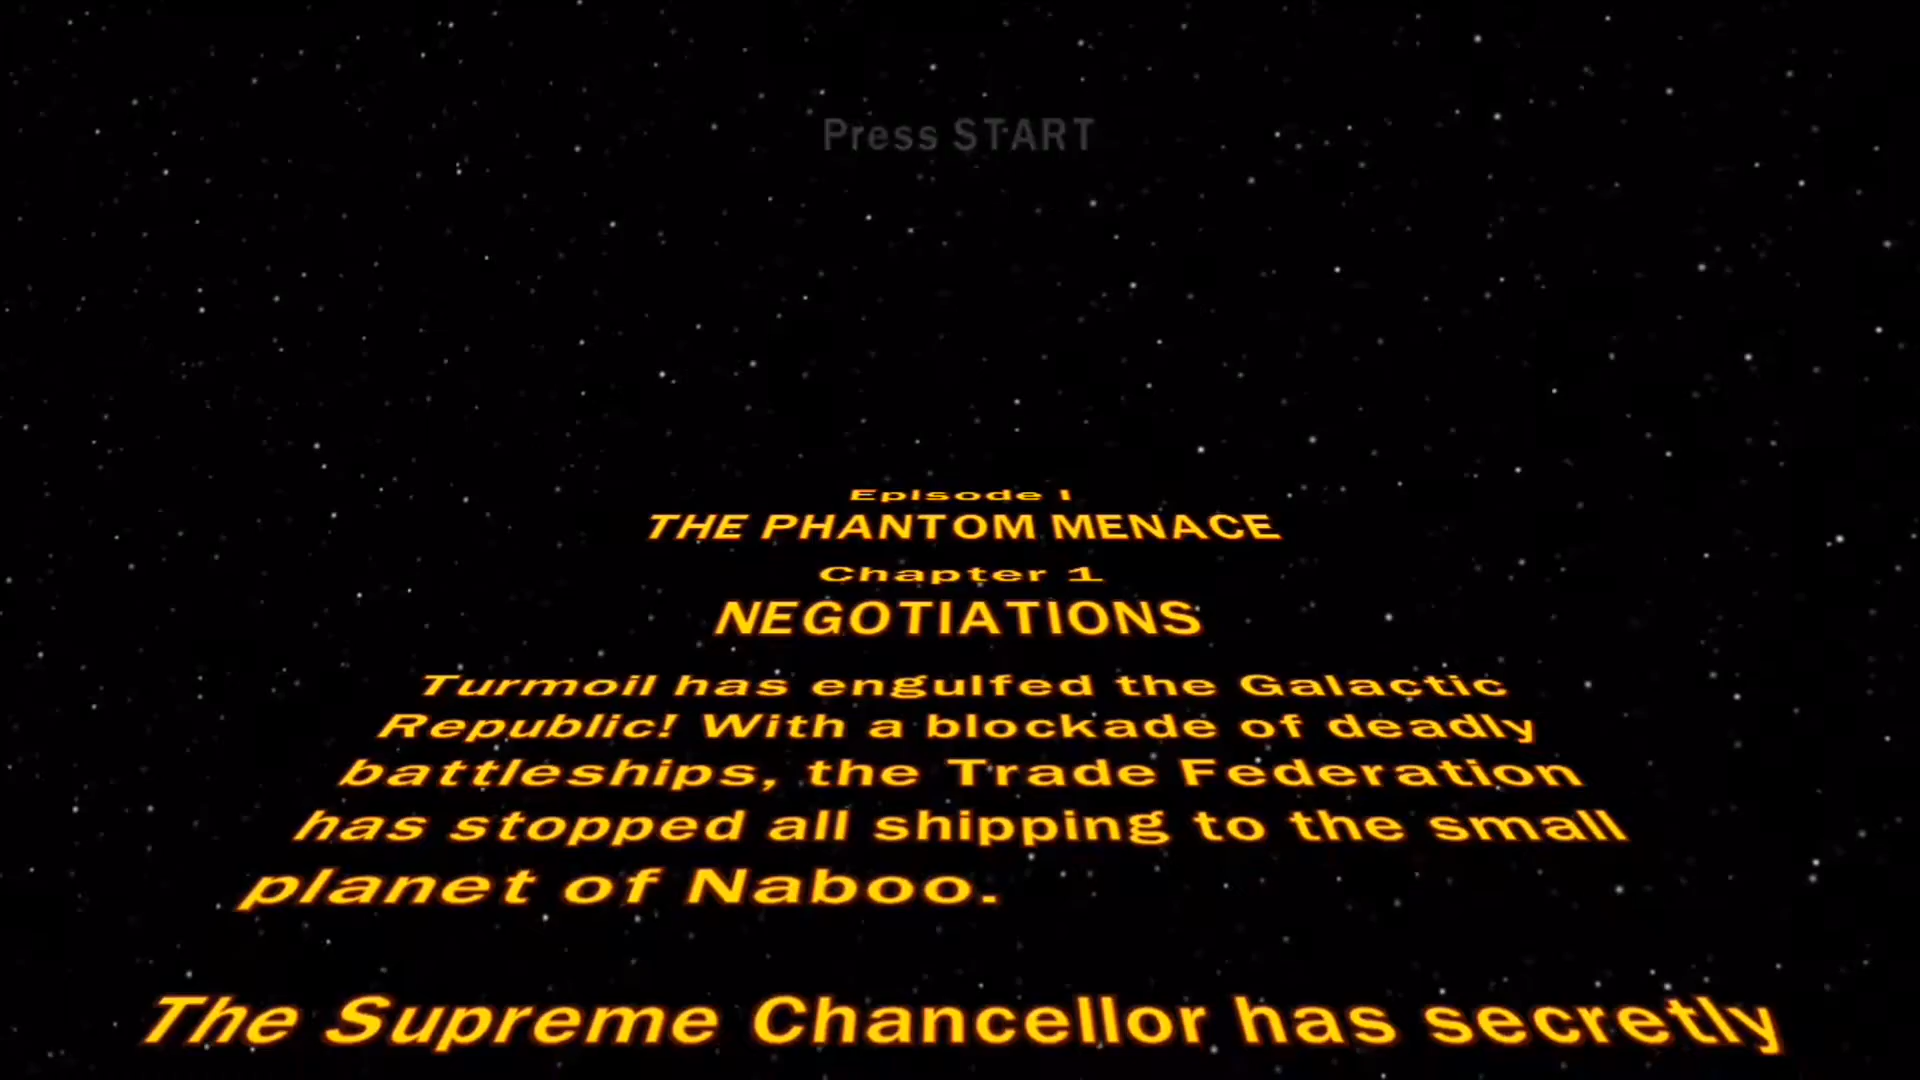 Press START
Episode I
THE PHANTOM MENACE
Chapter 1
NEGOTIATIONS
Turmoil has engulfed the Galactic
Republic! With a blockade of deadly
battleships, the Trade Federation
has stopped all shipping to the small
planet of Naboo.
The Supreme Chancellor has secretly